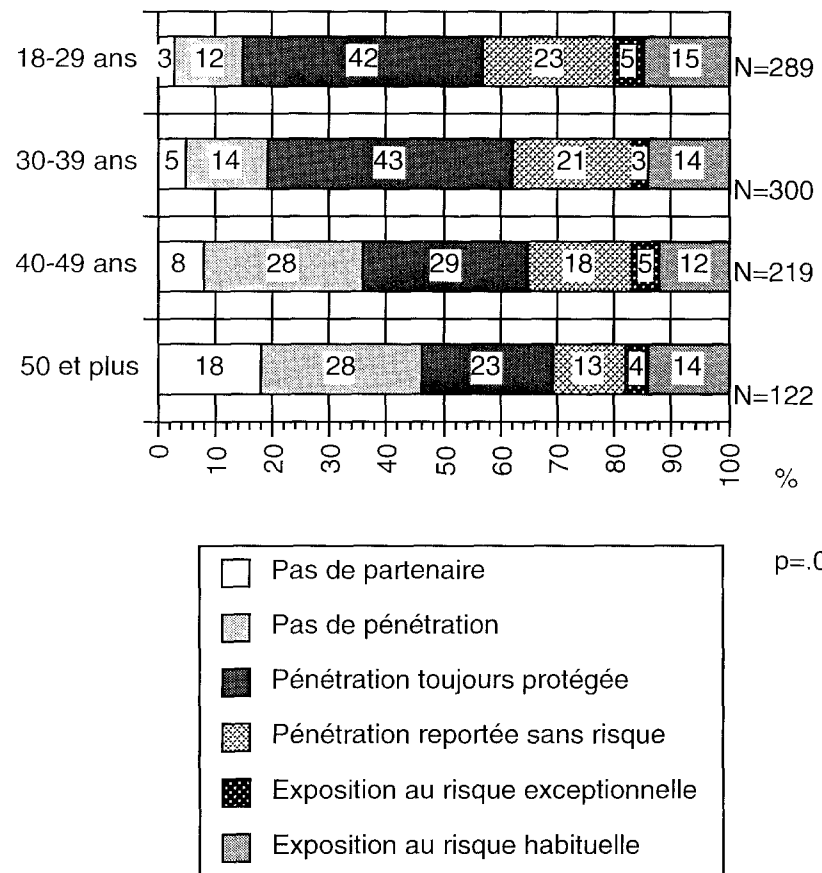 18-29 ans 3 12 42 23 5 15 N=289
30-39 ans 5 14 43 21 3 14 N=300
40-49 ans 8 28 29 18 5 12 N=219
50 et plus 18 28 23 13 4 14 N=122
0 10 20 30 40 50 60 70 80 90 100
%
p=.0
Pas de partenaire
Pas de pénétration
Pénétration toujours protégée
Pénétration reportée sans risque
Exposition au risque exceptionnelle
Exposition au risque habituelle